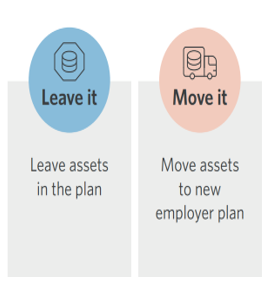 Leave it
Leave assets
in the plan
Move it
Move assets
to new
employer plan